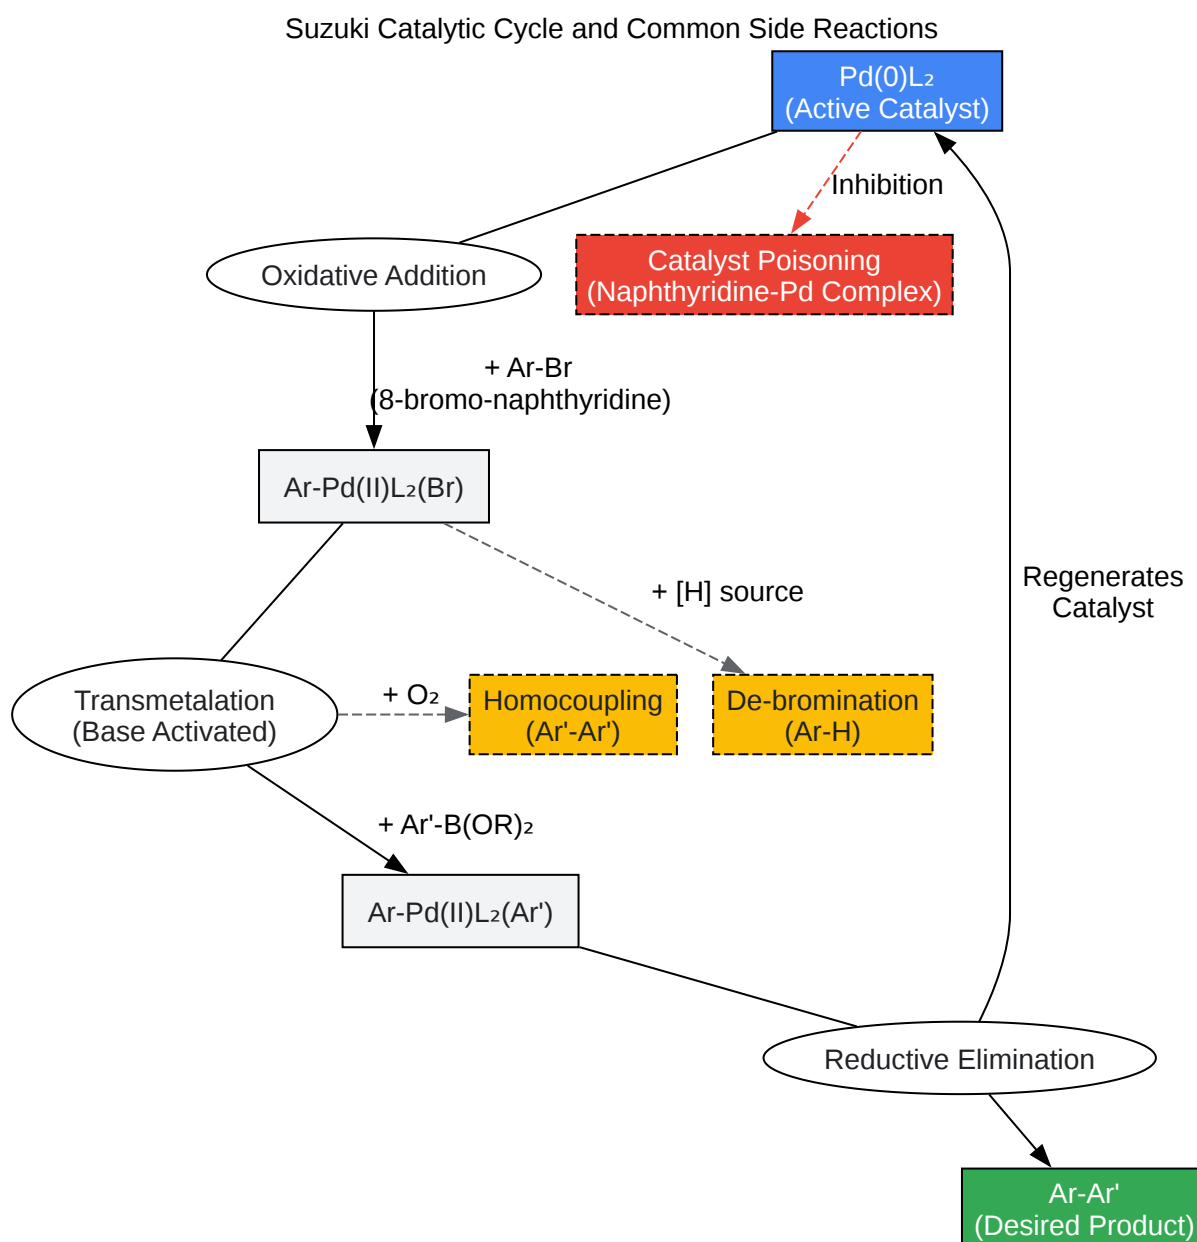 Suzuki Catalytic Cycle and Common Side Reactions
Pd(0)L₂
(Active Catalyst)
Inhibition
Catalyst Poisoning
(Naphthyridine-Pd Complex)
Oxidative Addition
+ Ar-Br
(8-bromo-naphthyridine)
Ar-Pd(II)L₂(Br)
+ [H] source
Regenerates
Catalyst
Transmetalation
(Base Activated)
+ O₂
Homocoupling
(Ar'-Ar')
De-bromination
(Ar-H)
+ Ar'-B(OR)₂
Ar-Pd(II)L₂(Ar')
Reductive Elimination
Ar-Ar'
(Desired Product)